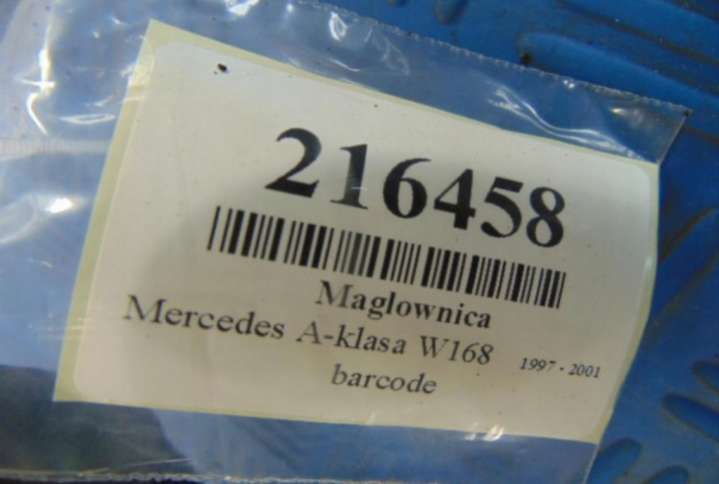 216458
Maglownica
Mercedes A-klasa W168 1997 - 2001
barcode